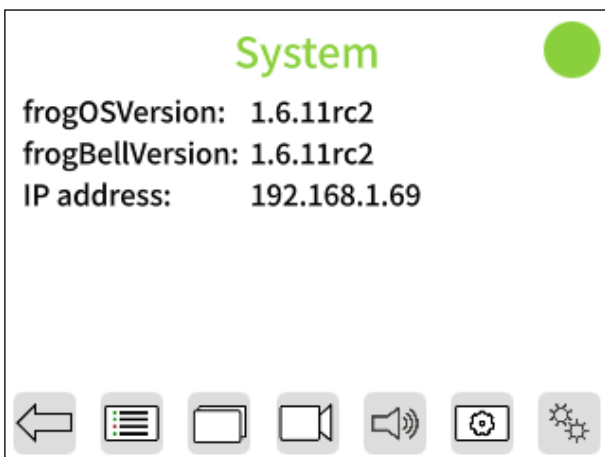 System
frogOSVersion: 1.6.11rc2
frogBellVersion: 1.6.11rc2
IP address: 192.168.1.69